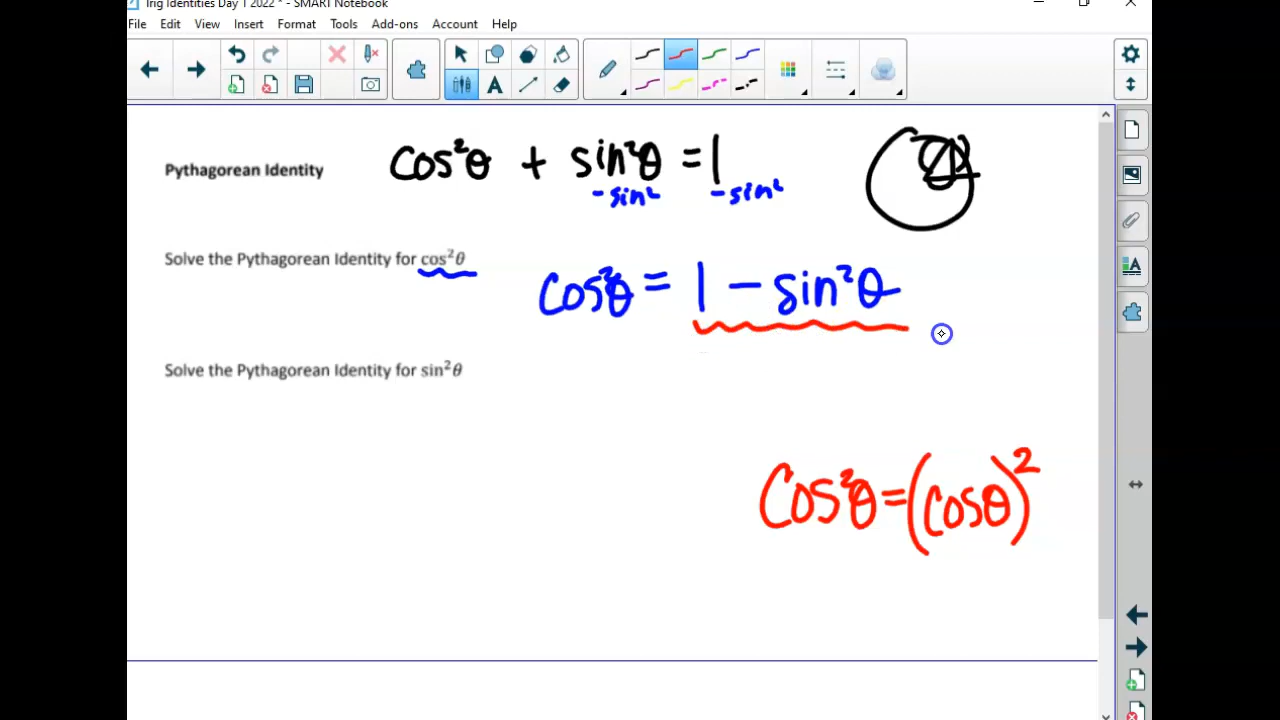 Trig Identities Day 1 2022 * - SMART Notebook
File Edit View Insert Format Tools Add-ons Account Help
Pythagorean Identity cos²θ + sin²θ = 1
-sin² -sin²
Solve the Pythagorean Identity for cos²θ
cos²θ = 1 - sin²θ
Solve the Pythagorean Identity for sin²θ
Cos²θ = (cosθ)²